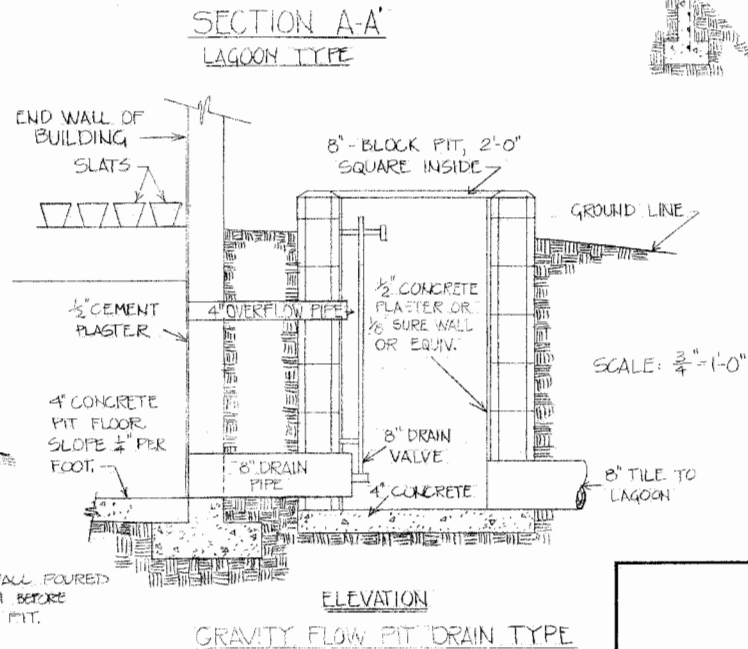 SECTION A-A'
LAGOON TYPE
END WALL OF
BUILDING
SLATS
8"-BLOCK PIT, 2'-0"
SQUARE INSIDE
GROUND LINE
½" CEMENT
PLASTER
4" OVERFLOW PIPE
½" CONCRETE
PLASTER OR
⅛ SURE WALL
OR EQUIV.
SCALE: ¾"=1'-0"
4" CONCRETE
PIT FLOOR
SLOPE ¼" PER
FOOT.
8" DRAIN
PIPE
8" DRAIN
VALVE
4" CONCRETE
8" TILE TO
LAGOON
POURED
BEFORE
PIT.
ELEVATION
GRAVITY FLOW PIT DRAIN TYPE